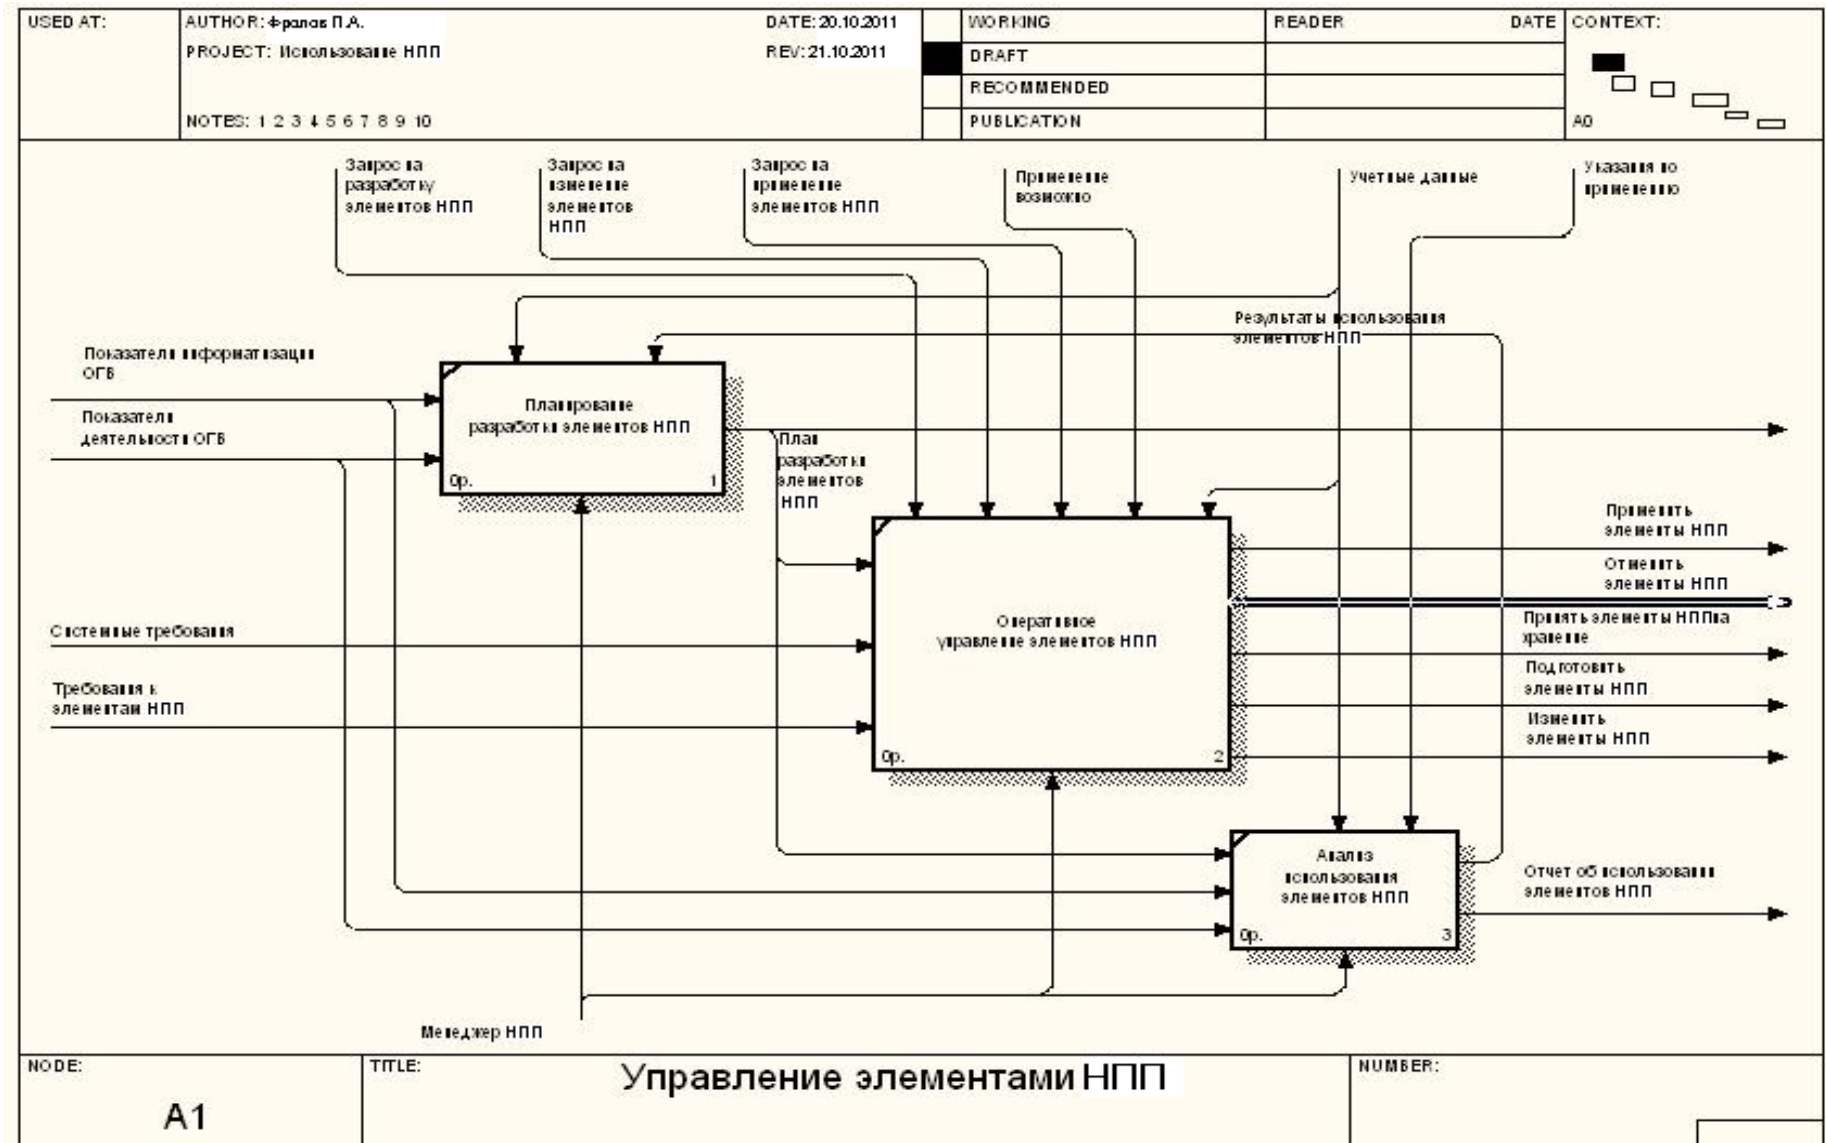 USED AT:
AUTHOR: Фралав П.А.
DATE: 20.10.2011
PROJECT: Использование НПП
REV: 21.10.2011
NOTES: 1 2 3 4 5 6 7 8 9 10
WORKING
DRAFT
RECOMMENDED
PUBLICATION
READER
DATE
CONTEXT:
A0
Запрос на
разработку
элементов НПП
Запрос на
изменение
элементов
НПП
Запрос на
применение
элементов НПП
Применение
возможно
Учетные данные
Указания по
применению
Результаты использования
элементов НПП
Показатели информатизации
ОГВ
Показатели
деятельности ОГВ
Планирование
разработки элементов НПП
0р.
1
План
разработки
элементов
НПП
Применить
элементы НПП
Отменить
элементы НПП
Принять элементы НПП на
хранение
Подготовить
элементы НПП
Изменить
элементы НПП
Системные требования
Требования к
элементам НПП
Оперативное
управление элементов НПП
0р.
2
Анализ
использования
элементов НПП
0р.
3
Отчет об использовании
элементов НПП
Менеджер НПП
NODE:
A1
TITLE:
Управление элементами НПП
NUMBER: